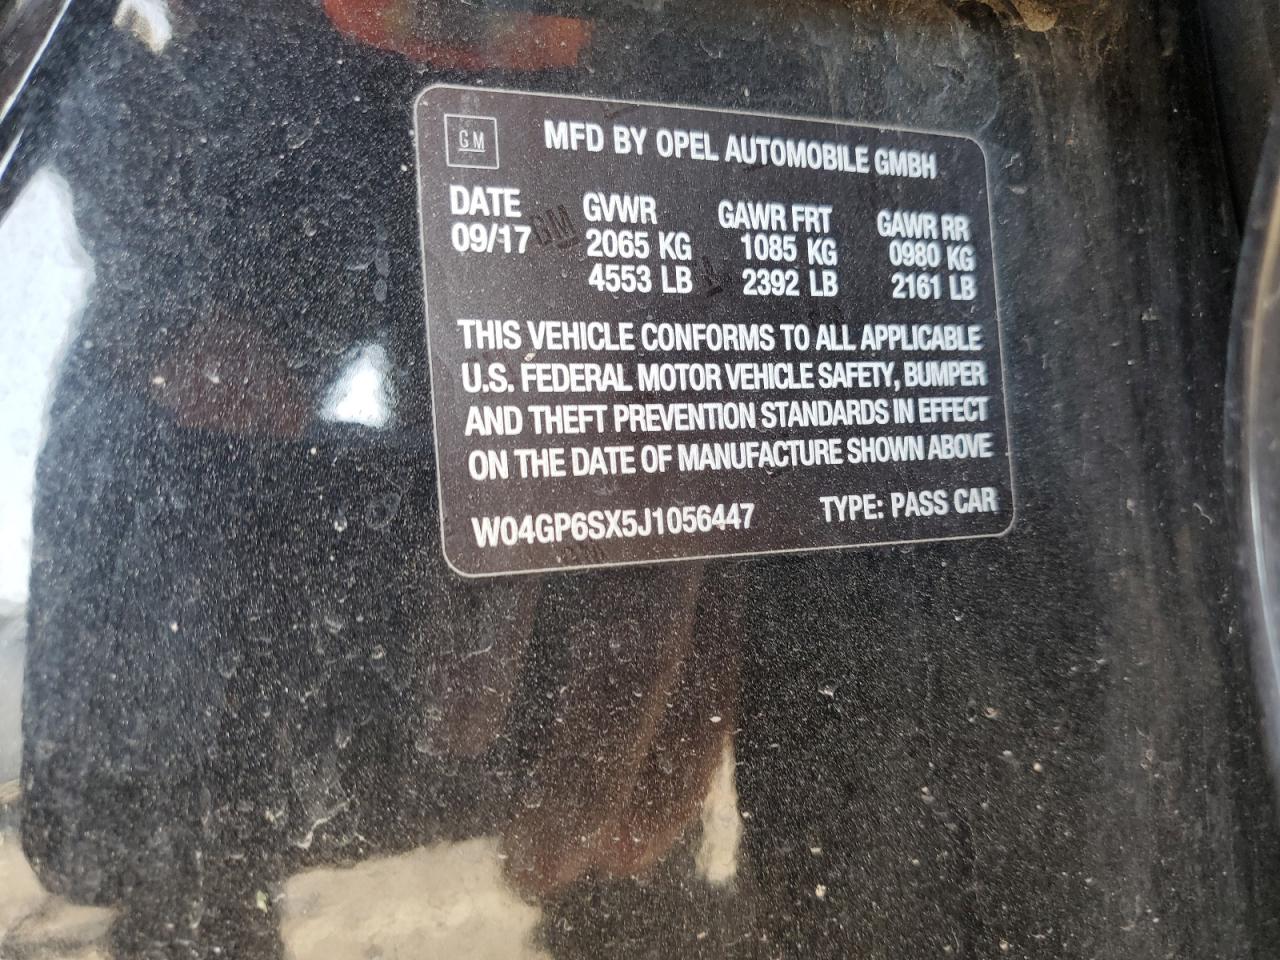 GM
MFD BY OPEL AUTOMOBILE GMBH
DATE GVWR GAWR FRT GAWR RR
09/17 2065 KG 1085 KG 0980 KG
4553 LB 2392 LB 2161 LB
THIS VEHICLE CONFORMS TO ALL APPLICABLE
U.S. FEDERAL MOTOR VEHICLE SAFETY, BUMPER
AND THEFT PREVENTION STANDARDS IN EFFECT
ON THE DATE OF MANUFACTURE SHOWN ABOVE
W04GP6SX5J1056447 TYPE: PASS CAR